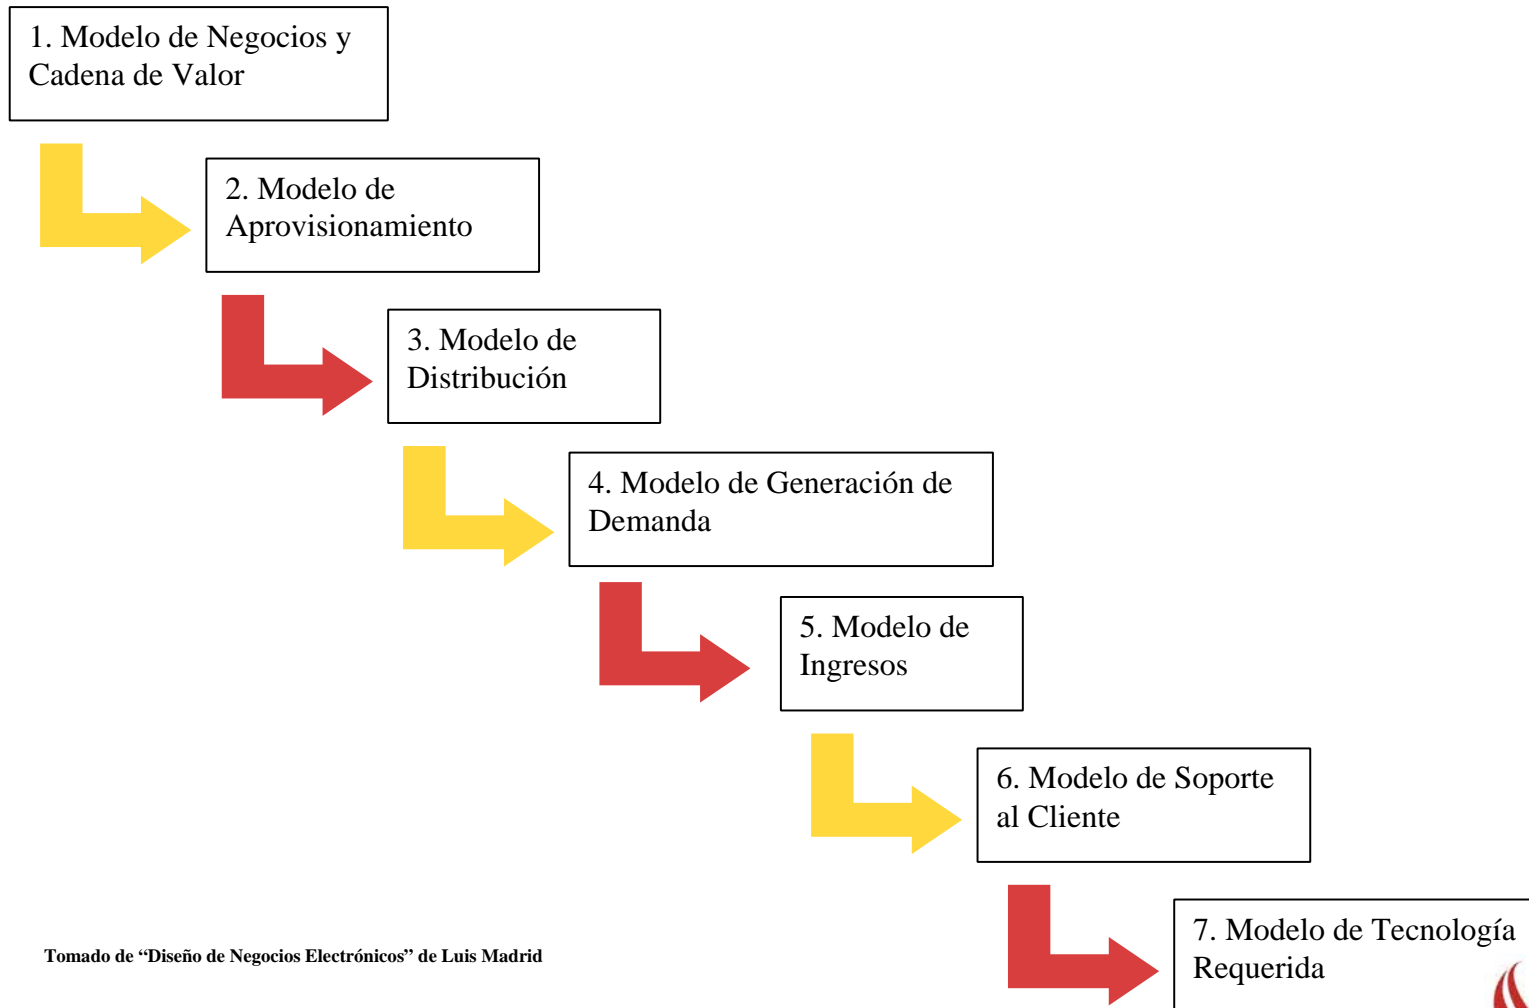 1. Modelo de Negocios y
Cadena de Valor
2. Modelo de
Aprovisionamiento
3. Modelo de
Distribución
4. Modelo de Generación de
Demanda
5. Modelo de
Ingresos
6. Modelo de Soporte
al Cliente
7. Modelo de Tecnología
Requerida
Tomado de “Diseño de Negocios Electrónicos” de Luis Madrid